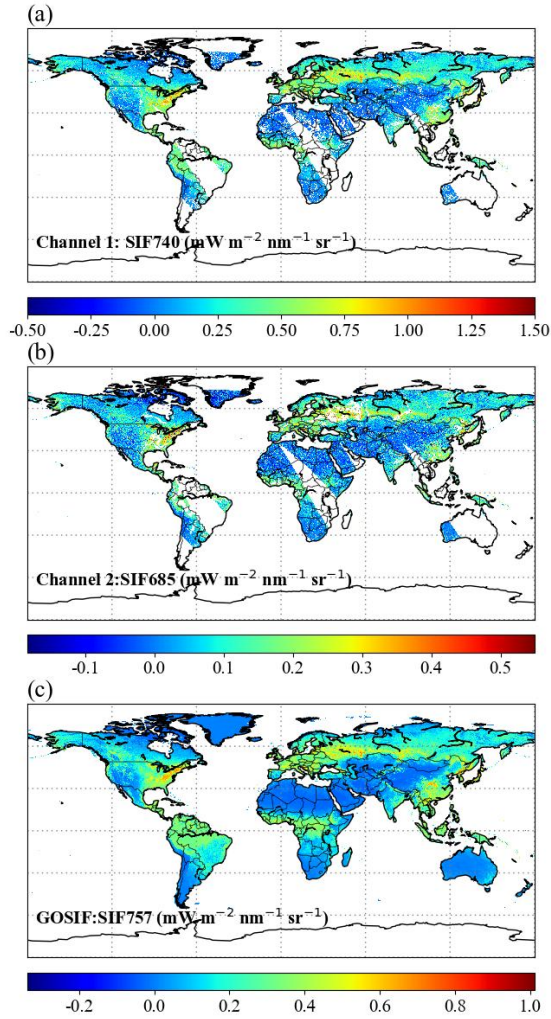 (a)
Channel 1: SIF740 (mW m⁻² nm⁻¹ sr⁻¹)
-0.50 -0.25 0.00 0.25 0.50 0.75 1.00 1.25 1.50
(b)
Channel 2:SIF685 (mW m⁻² nm⁻¹ sr⁻¹)
-0.1 0.0 0.1 0.2 0.3 0.4 0.5
(c)
GOSIF:SIF757 (mW m⁻² nm⁻¹ sr⁻¹)
-0.2 0.0 0.2 0.4 0.6 0.8 1.0